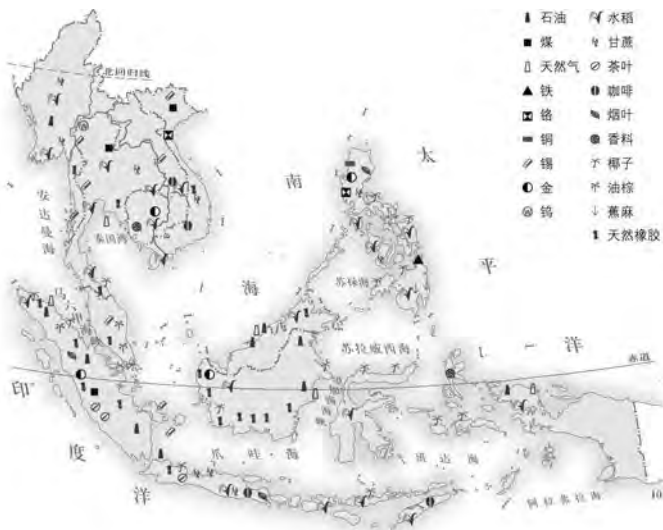 石油 水稻
煤 甘蔗
天然气 茶叶
铁 咖啡
铬 烟叶
铜 香料
锡 椰子
金 油棕
钨 蕉麻
天然橡胶
北回归线
太
平
洋
南
海
安达曼海
泰国湾
苏禄海
苏拉威西海
马六
赤道
印
度
洋
爪哇海
班达海
阿拉弗拉海
10